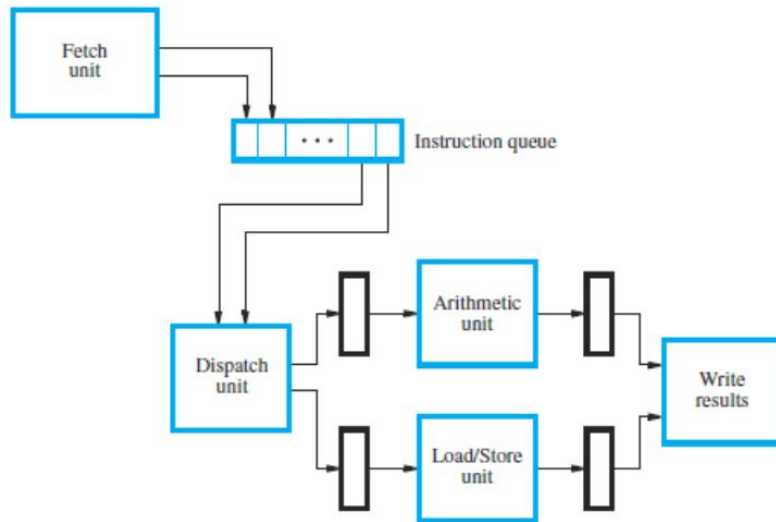 Fetch
unit
Instruction queue
Arithmetic
unit
Dispatch
unit
Write
results
Load/Store
unit